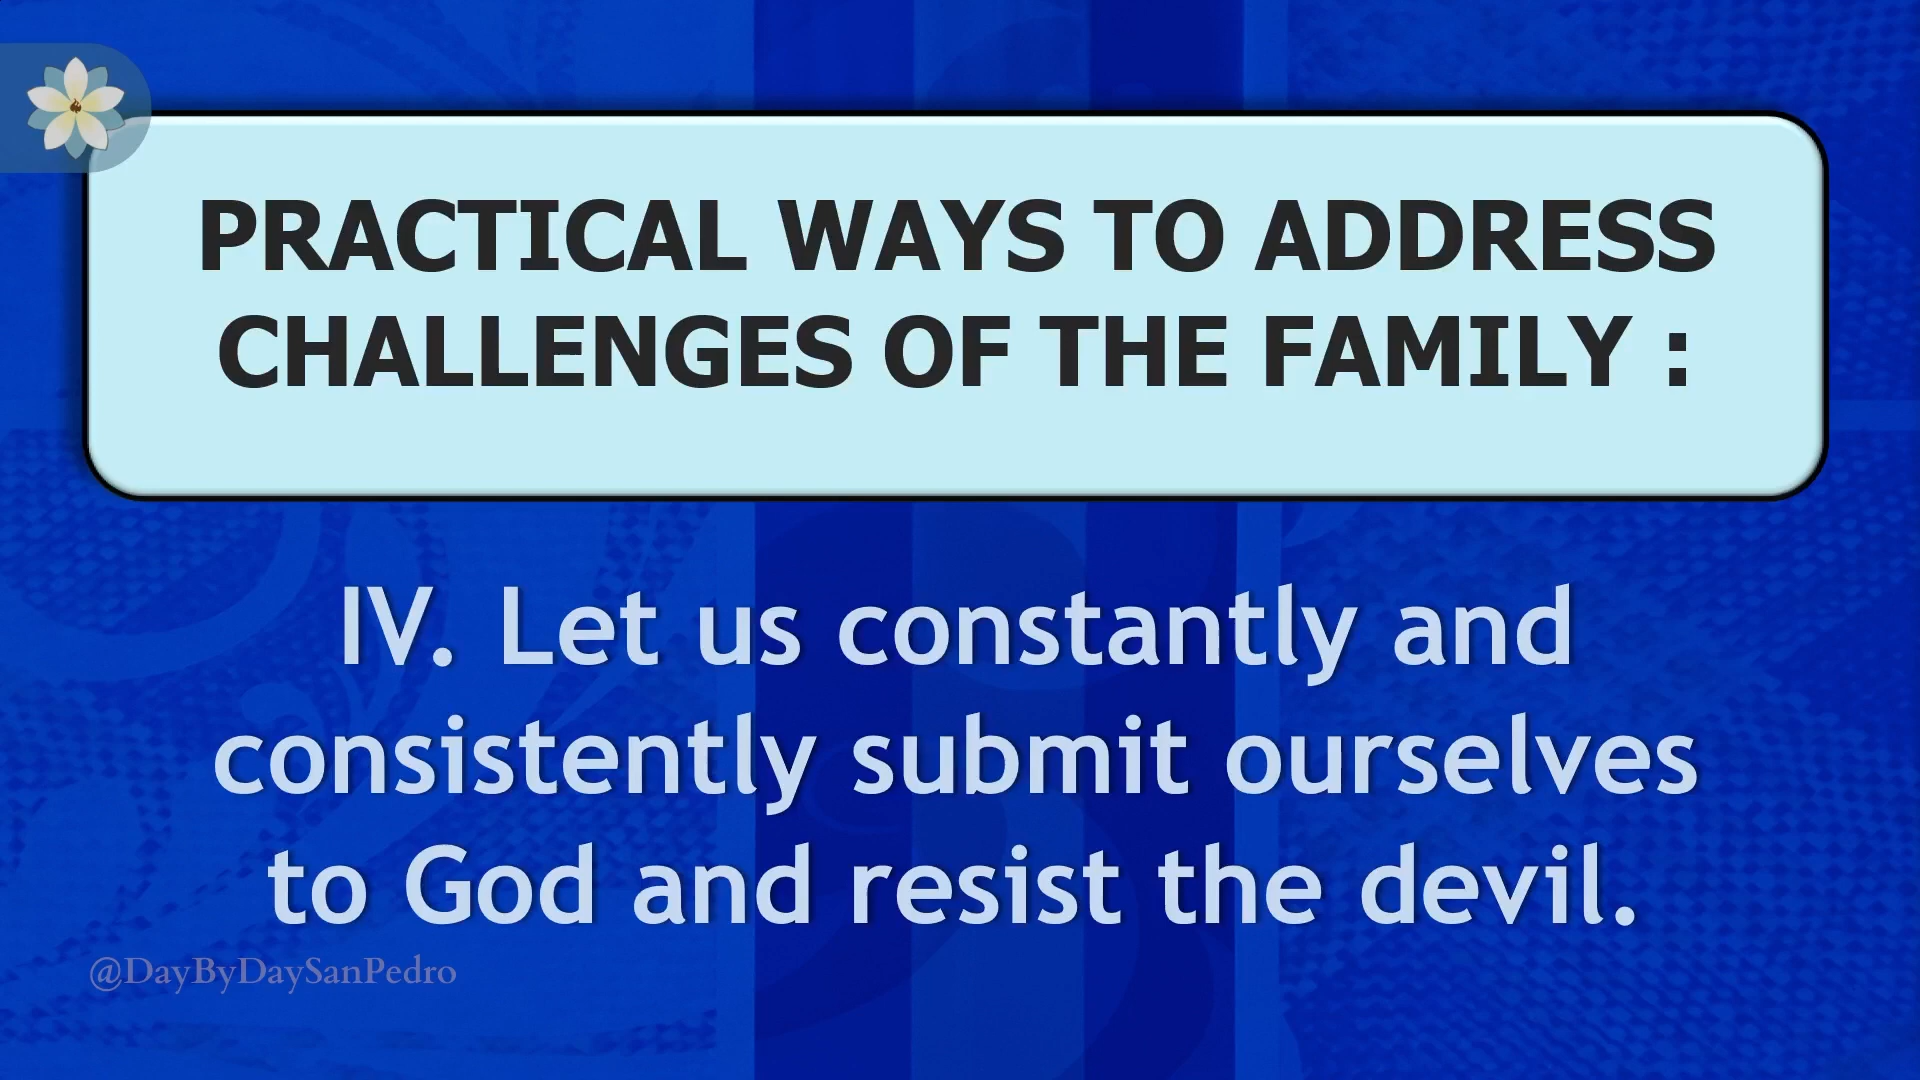 PRACTICAL WAYS TO ADDRESS
CHALLENGES OF THE FAMILY :
IV. Let us constantly and
consistently submit ourselves
to God and resist the devil.
@DayByDaySanPedro